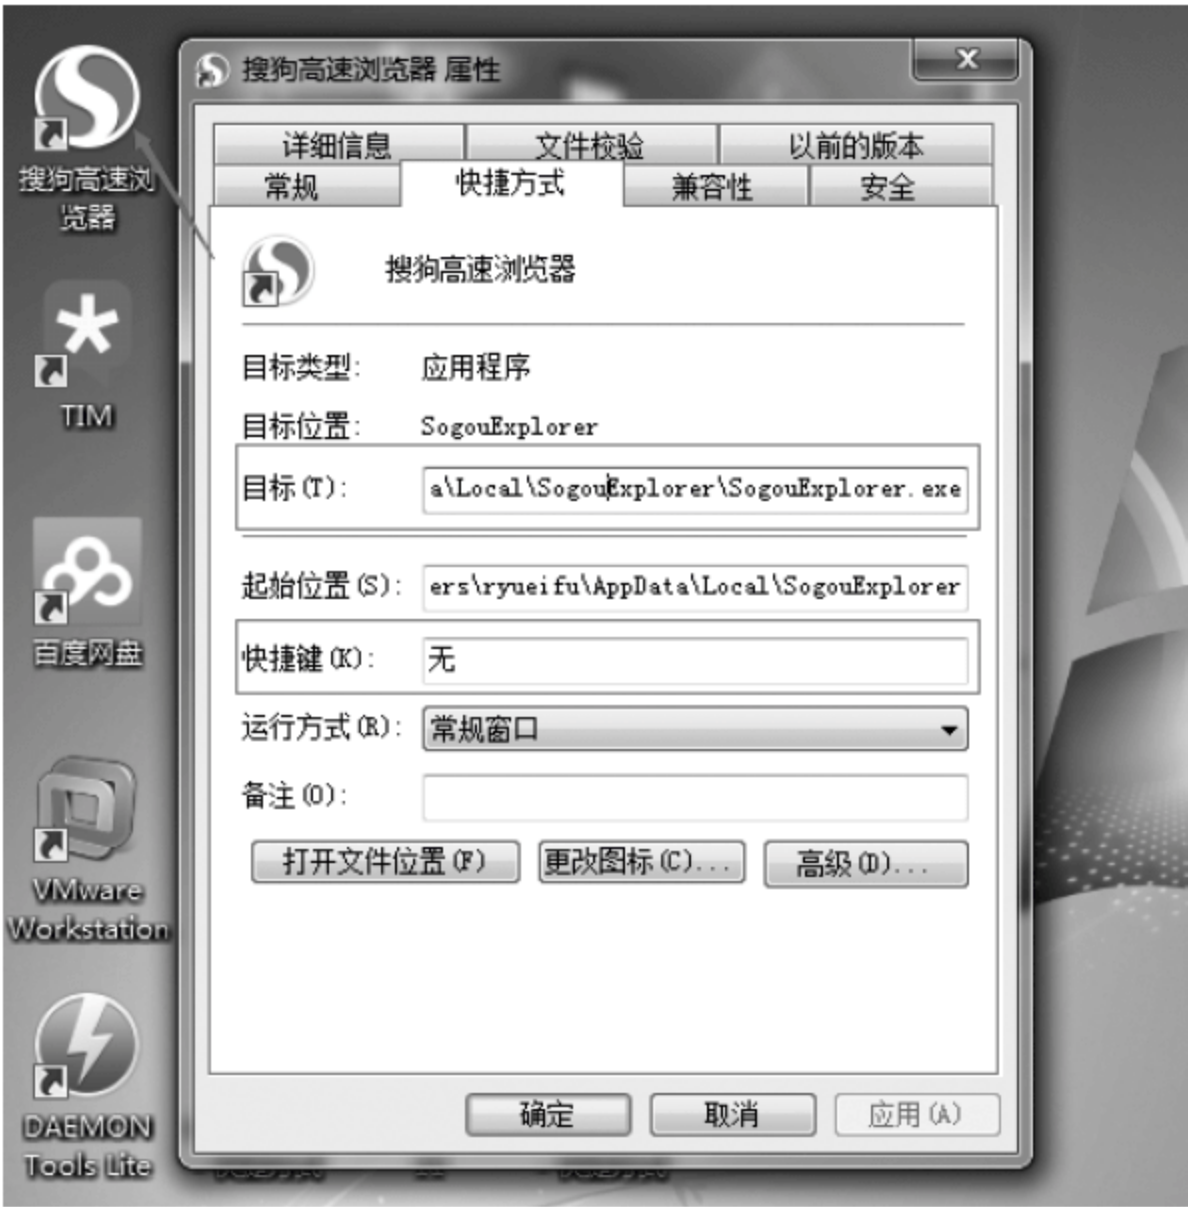 搜狗高速浏
览器
TIM
百度网盘
VMware
Workstation
DAEMON
Tools Lite
搜狗高速浏览器 属性
详细信息 文件校验 以前的版本
常规 快捷方式 兼容性 安全
搜狗高速浏览器
目标类型: 应用程序
目标位置: SogouExplorer
目标(T): a\Local\SogouExplorer\SogouExplorer.exe
起始位置(S): ers\ryueifu\AppData\Local\SogouExplorer
快捷键(K): 无
运行方式(R): 常规窗口
备注(O):
打开文件位置(F) 更改图标(C)... 高级(D)...
确定 取消 应用(A)